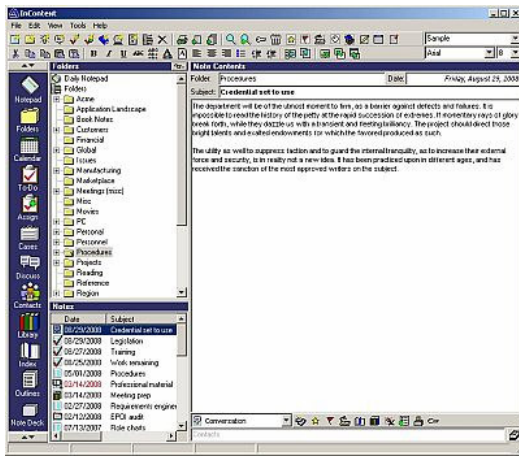 InContext
File Edit View Tools Help
Sample
Arial 8
Folders
Note Contents
Notepad
Folders
Calendar
To-Do
Assign
Cases
Discuss
Contacts
Library
Index
Outlines
Note Deck
Daily Notepad
Folders
Acme
Application Landscape
Book Notes
Customers
Financial
Global
Issues
Manufacturing
Marketplace
Meetings (misc)
Misc
Movies
PC
Personal
Personnel
Procedures
Projects
Reading
Reference
Region
Notes
Date Subject
08/29/2008 Credential set to use
08/29/2008 Legislation
08/27/2008 Training
08/25/2008 Work remaining
05/01/2008 Procedures
03/14/2008 Professional material
03/14/2008 Meeting prep
02/27/2008 Requirements engineer
02/12/2008 EPOI audit
07/13/2007 Role charts
Folder: Procedures Date: Friday, August 29, 2008
Subject: Credential set to use
The department will be of the utmost moment to firm, as a barrier against defects and failures. It is
impossible to read the history of the petty at the rapid succession of extremes. If momentary rays of glory
break forth, while they dazzle us with a transient and fleeting brilliancy. The project should direct those
bright talents and exalted endowments for which the favored produced as such.
The utility as well to suppress faction and to guard the internal tranquility, as to increase their external
force and security, is in reality not a new idea. It has been practiced upon in different ages, and has
received the sanction of the most approved writers on the subject.
Conversation
Contacts